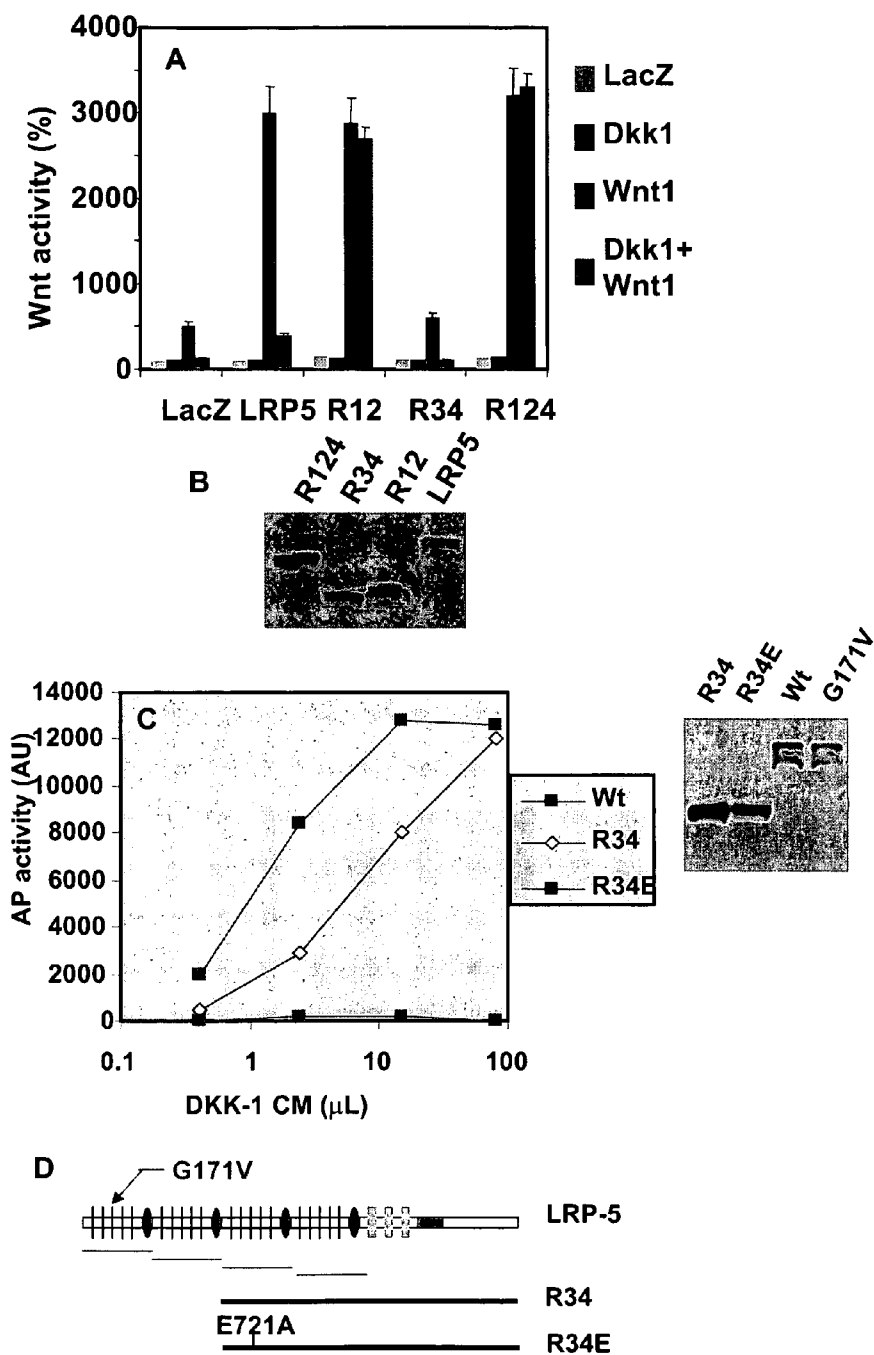 A
4000
3000
2000
1000
0
Wnt activity (%)
LacZ
Dkk1
Wnt1
Dkk1+
Wnt1
LacZ LRP5 R12 R34 R124
B
R124 R34 R12 LRP5
C
14000
12000
10000
8000
6000
4000
2000
0
AP activity (AU)
0.1 1 10 100
DKK-1 CM (μL)
Wt
R34
R34E
R34 R34E Wt G171V
D
G171V
LRP-5
R34
E721A
R34E